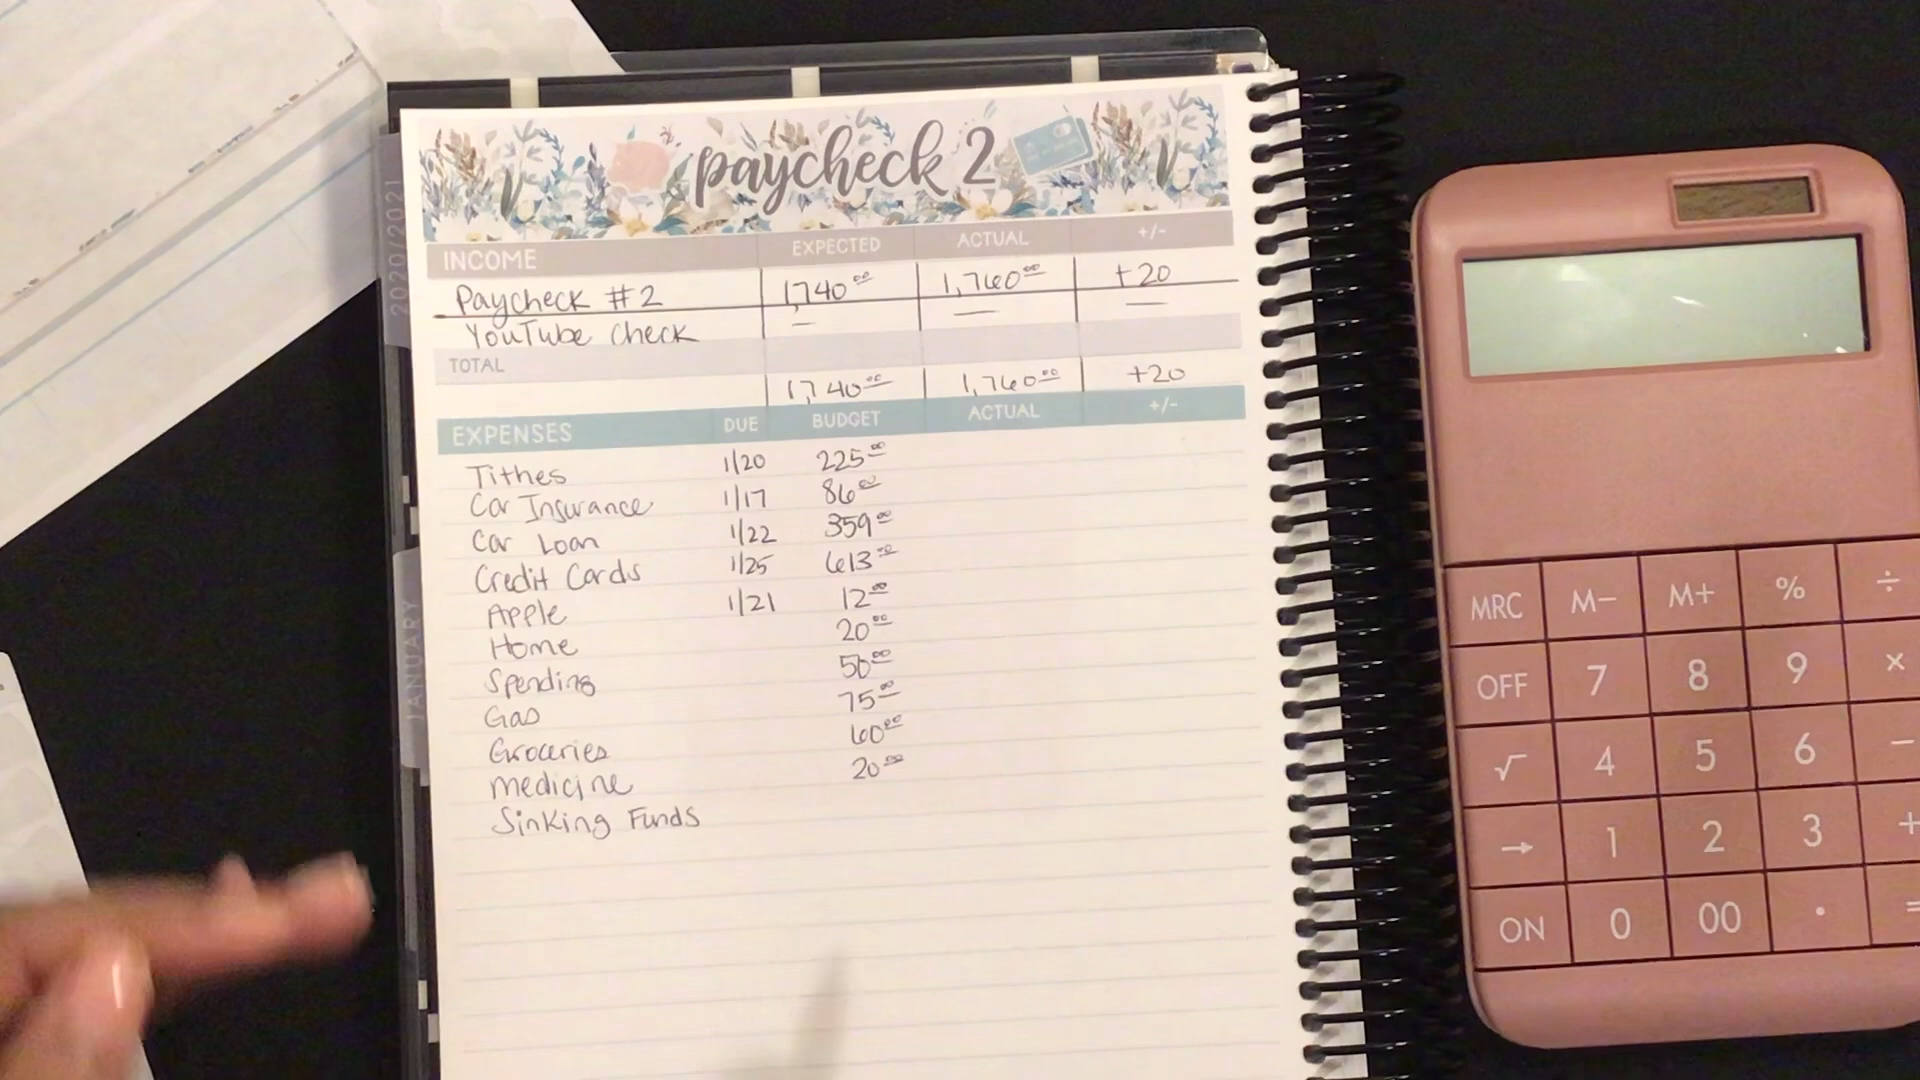 paycheck 2
INCOME EXPECTED ACTUAL +/-
Paycheck #2 1,740.00 1,760.00 +20
YouTube Check — — —
TOTAL
1,740.00 1,760.00 +20
EXPENSES DUE BUDGET ACTUAL +/-
Tithes 1/20 225.00
Car Insurance 1/17 86.00
Car Loan 1/22 359.00
Credit Cards 1/25 613.00
Apple 1/21 12.00
Home 20.00
Spending 50.00
Gas 75.00
Groceries 60.00
medicine 20.00
Sinking Funds
2020/2021
JANUARY
MRC M− M+ % ÷
OFF 7 8 9 ×
√ 4 5 6 −
→ 1 2 3 +
ON 0 00 . =